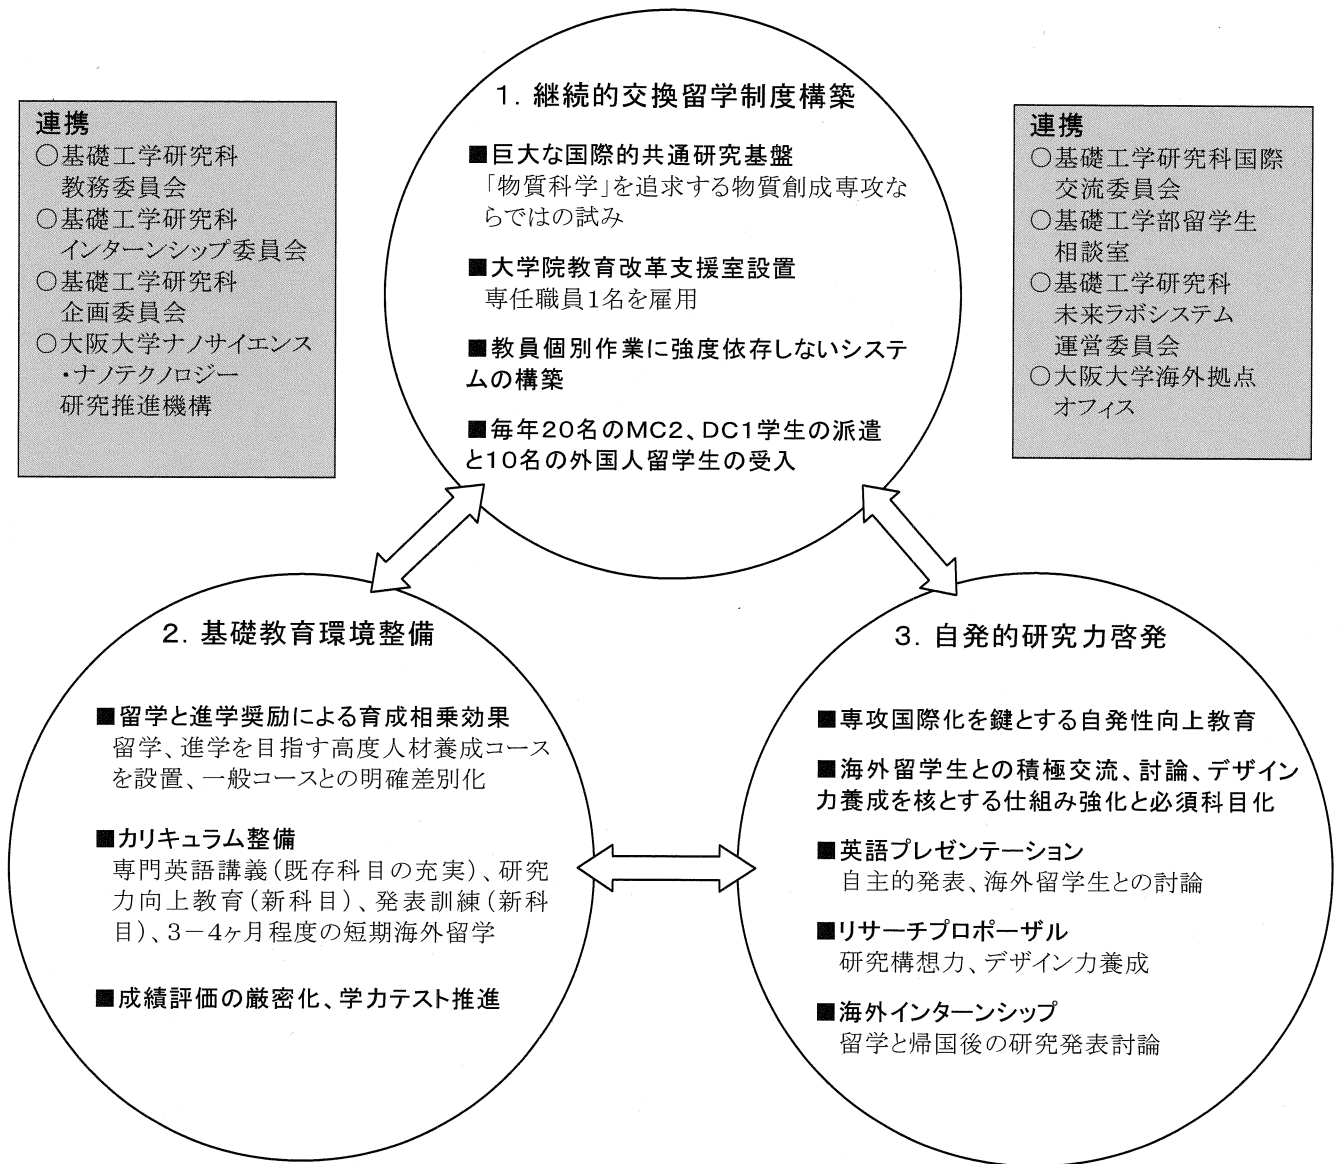 1. 継続的交換留学制度構築
■巨大な国際的共通研究基盤
「物質科学」を追求する物質創成専攻な
らではの試み
■大学院教育改革支援室設置
専任職員1名を雇用
■教員個別作業に強度依存しないシステ
ムの構築
■毎年20名のMC2、DC1学生の派遣
と10名の外国人留学生の受入
連携
○基礎工学研究科
教務委員会
○基礎工学研究科
インターンシップ委員会
○基礎工学研究科
企画委員会
○大阪大学ナノサイエンス
・ナノテクノロジー
研究推進機構
連携
○基礎工学研究科国際
交流委員会
○基礎工学部留学生
相談室
○基礎工学研究科
未来ラボシステム
運営委員会
○大阪大学海外拠点
オフィス
2. 基礎教育環境整備
■留学と進学奨励による育成相乗効果
留学、進学を目指す高度人材養成コース
を設置、一般コースとの明確差別化
■カリキュラム整備
専門英語講義(既存科目の充実)、研究
力向上教育(新科目)、発表訓練(新科
目)、3-4ヶ月程度の短期海外留学
■成績評価の厳密化、学力テスト推進
3. 自発的研究力啓発
■専攻国際化を鍵とする自発性向上教育
■海外留学生との積極交流、討論、デザイン
力養成を核とする仕組み強化と必須科目化
■英語プレゼンテーション
自主的発表、海外留学生との討論
■リサーチプロポーザル
研究構想力、デザイン力養成
■海外インターンシップ
留学と帰国後の研究発表討論